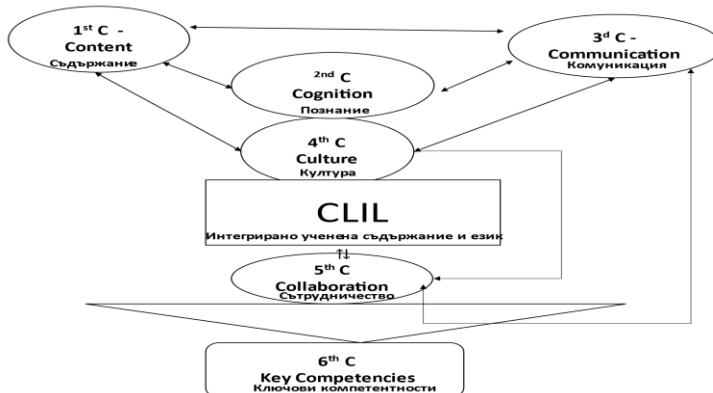 1st C -
Content
Съдържание
3d C -
Communication
Комуникация
2nd C
Cognition
Познание
4th C
Culture
Култура
CLIL
Интегрирано ученена съдържание и език
5th C
Collaboration
Сътрудничество
6th C
Key Competencies
Ключови компетентности